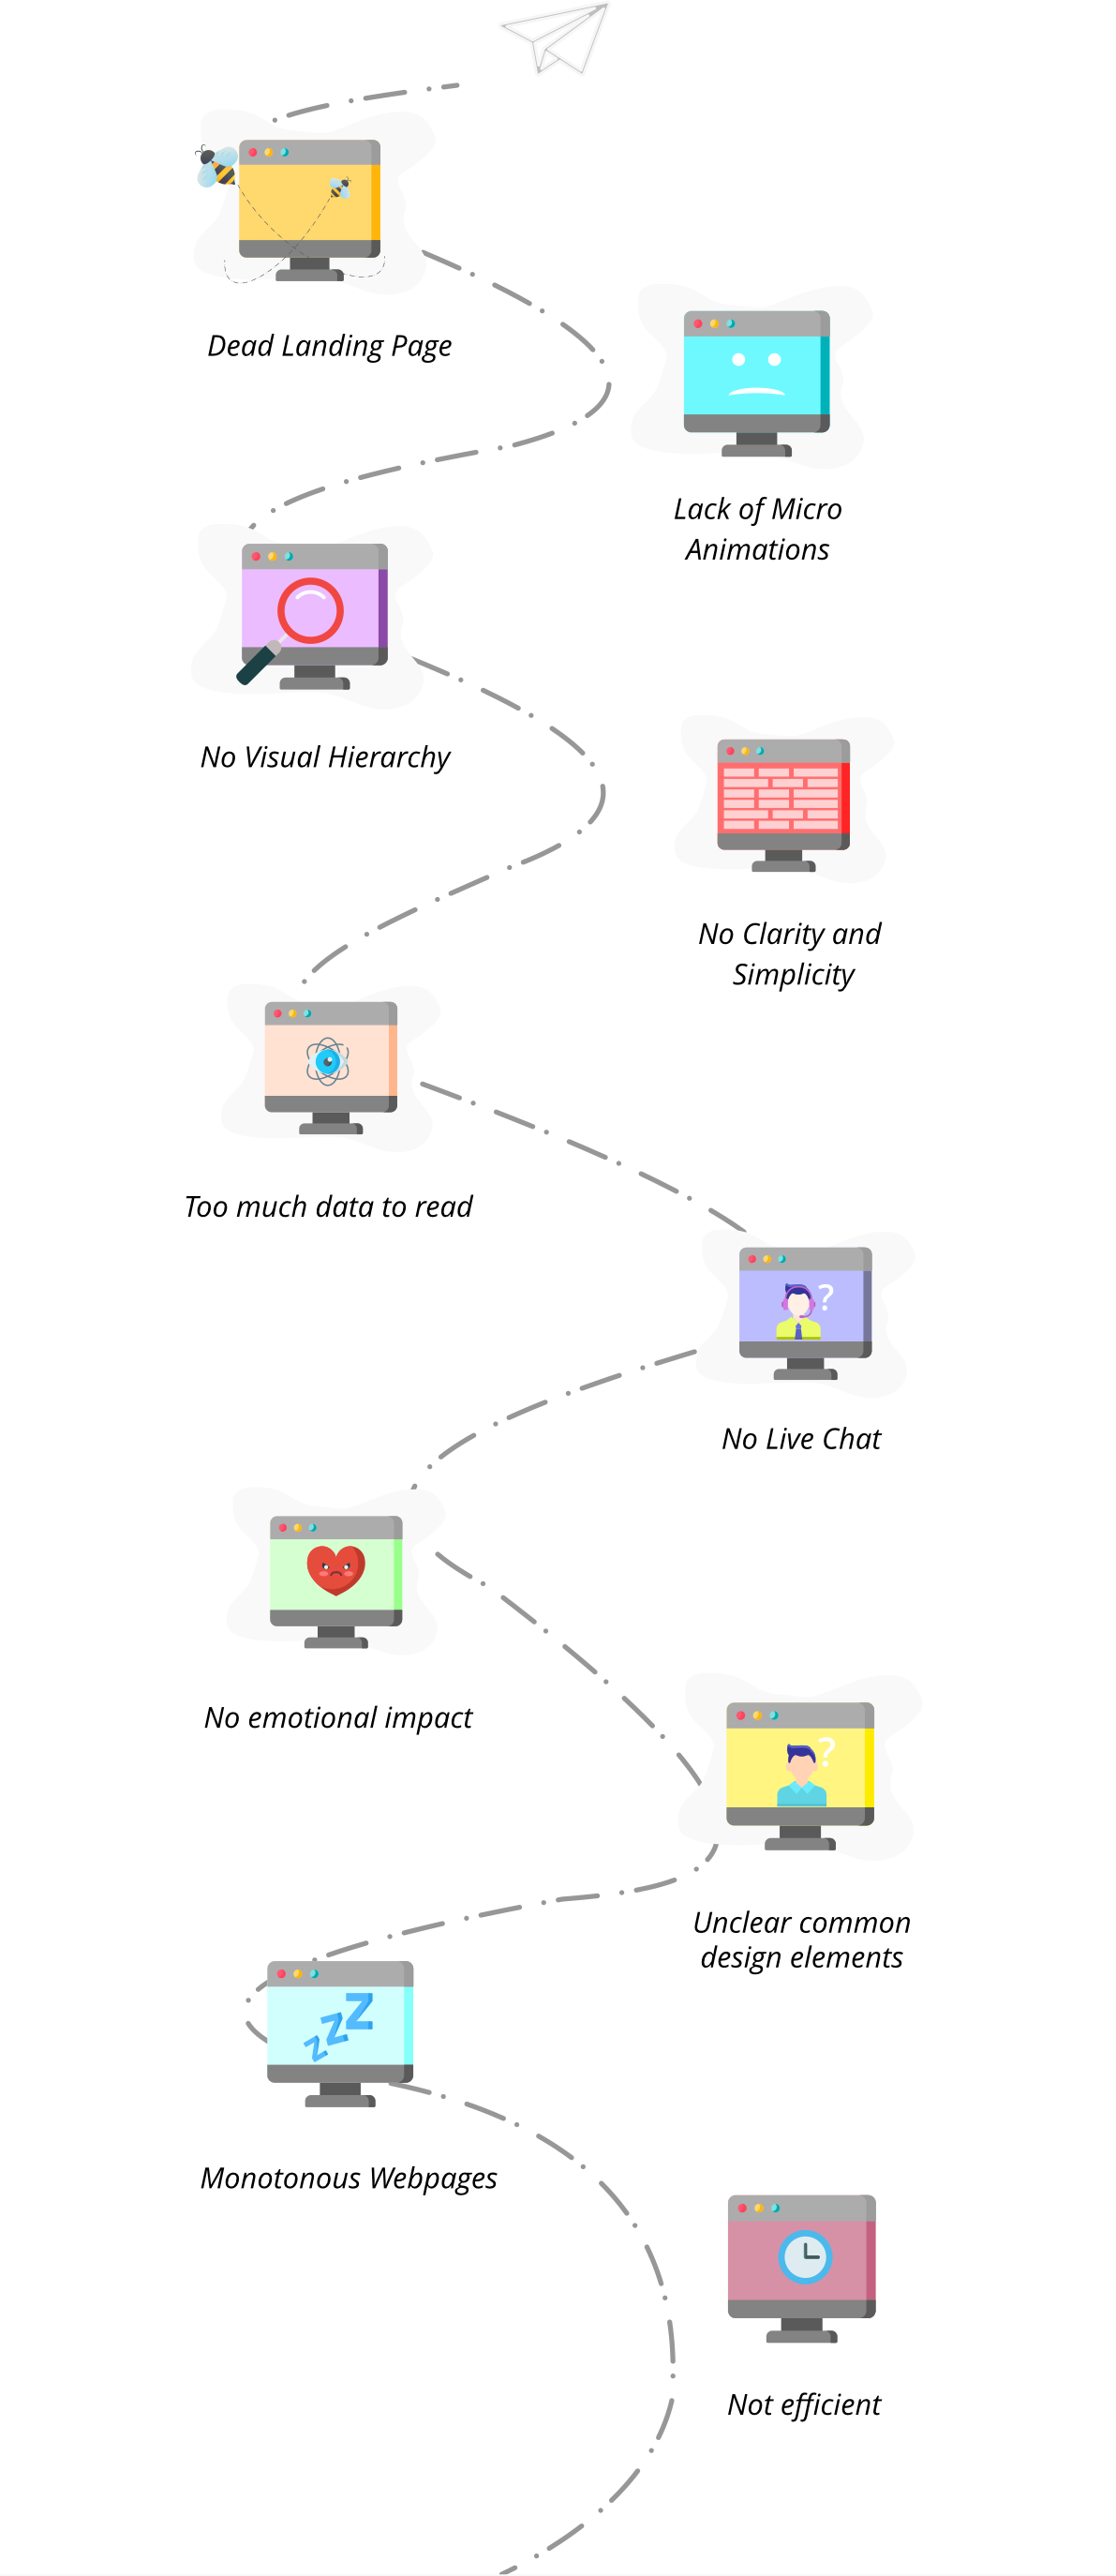 Dead Landing Page
Lack of Micro
Animations
No Visual Hierarchy
No Clarity and
Simplicity
Too much data to read
?
No Live Chat
No emotional impact
?
Unclear common
design elements
z z Z
Monotonous Webpages
Not efficient